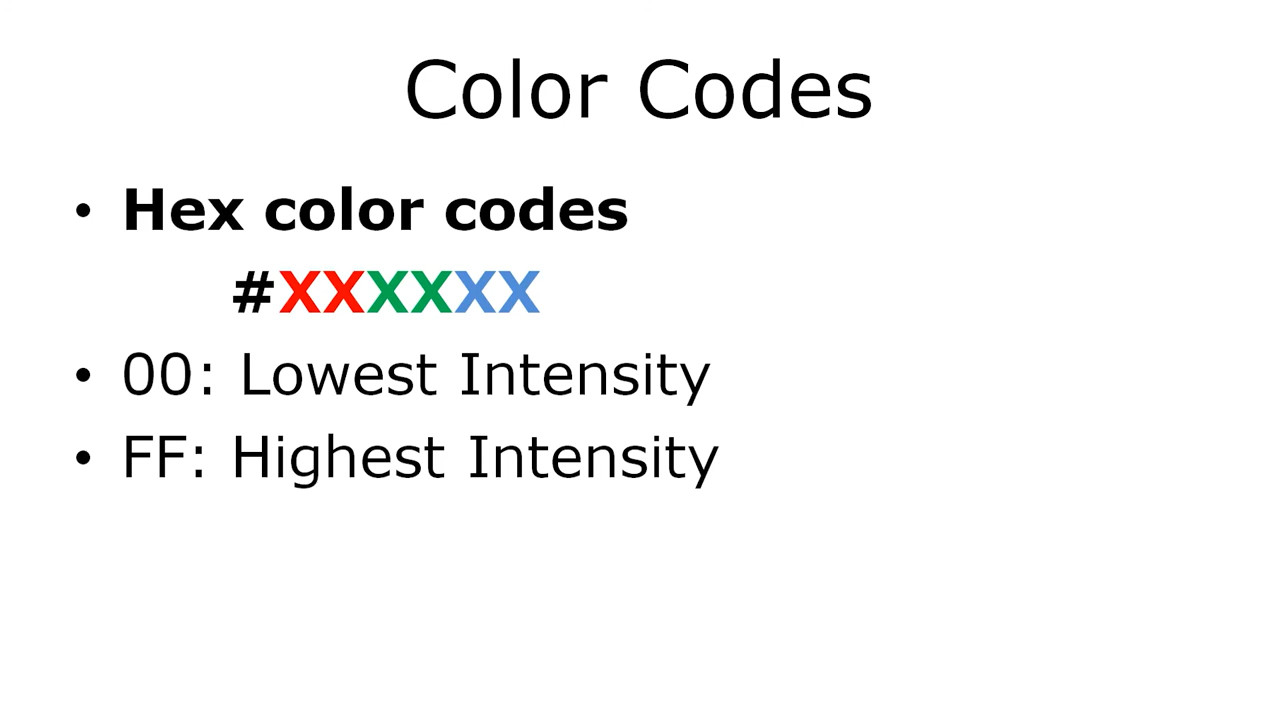 Color Codes
• Hex color codes
#XXXXXX
• 00: Lowest Intensity
• FF: Highest Intensity